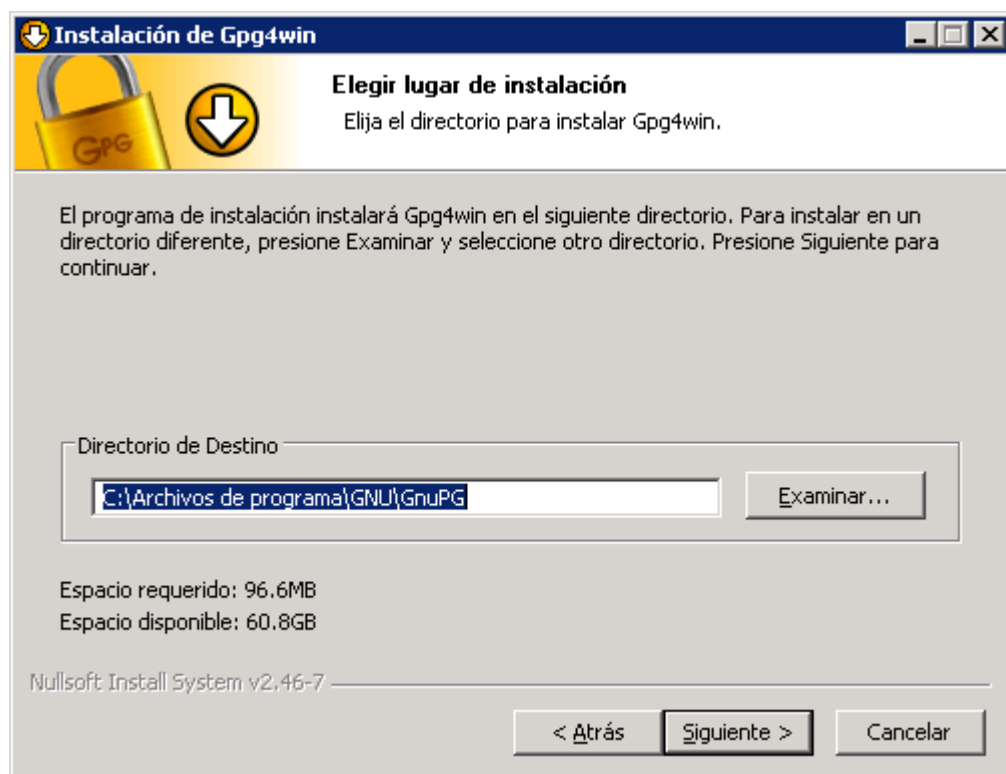 Instalación de Gpg4win
GPG
Elegir lugar de instalación
Elija el directorio para instalar Gpg4win.
El programa de instalación instalará Gpg4win en el siguiente directorio. Para instalar en un
directorio diferente, presione Examinar y seleccione otro directorio. Presione Siguiente para
continuar.
Directorio de Destino
C:\Archivos de programa\GNU\GnuPG
Examinar...
Espacio requerido: 96.6MB
Espacio disponible: 60.8GB
Nullsoft Install System v2.46-7
< Atrás
Siguiente >
Cancelar